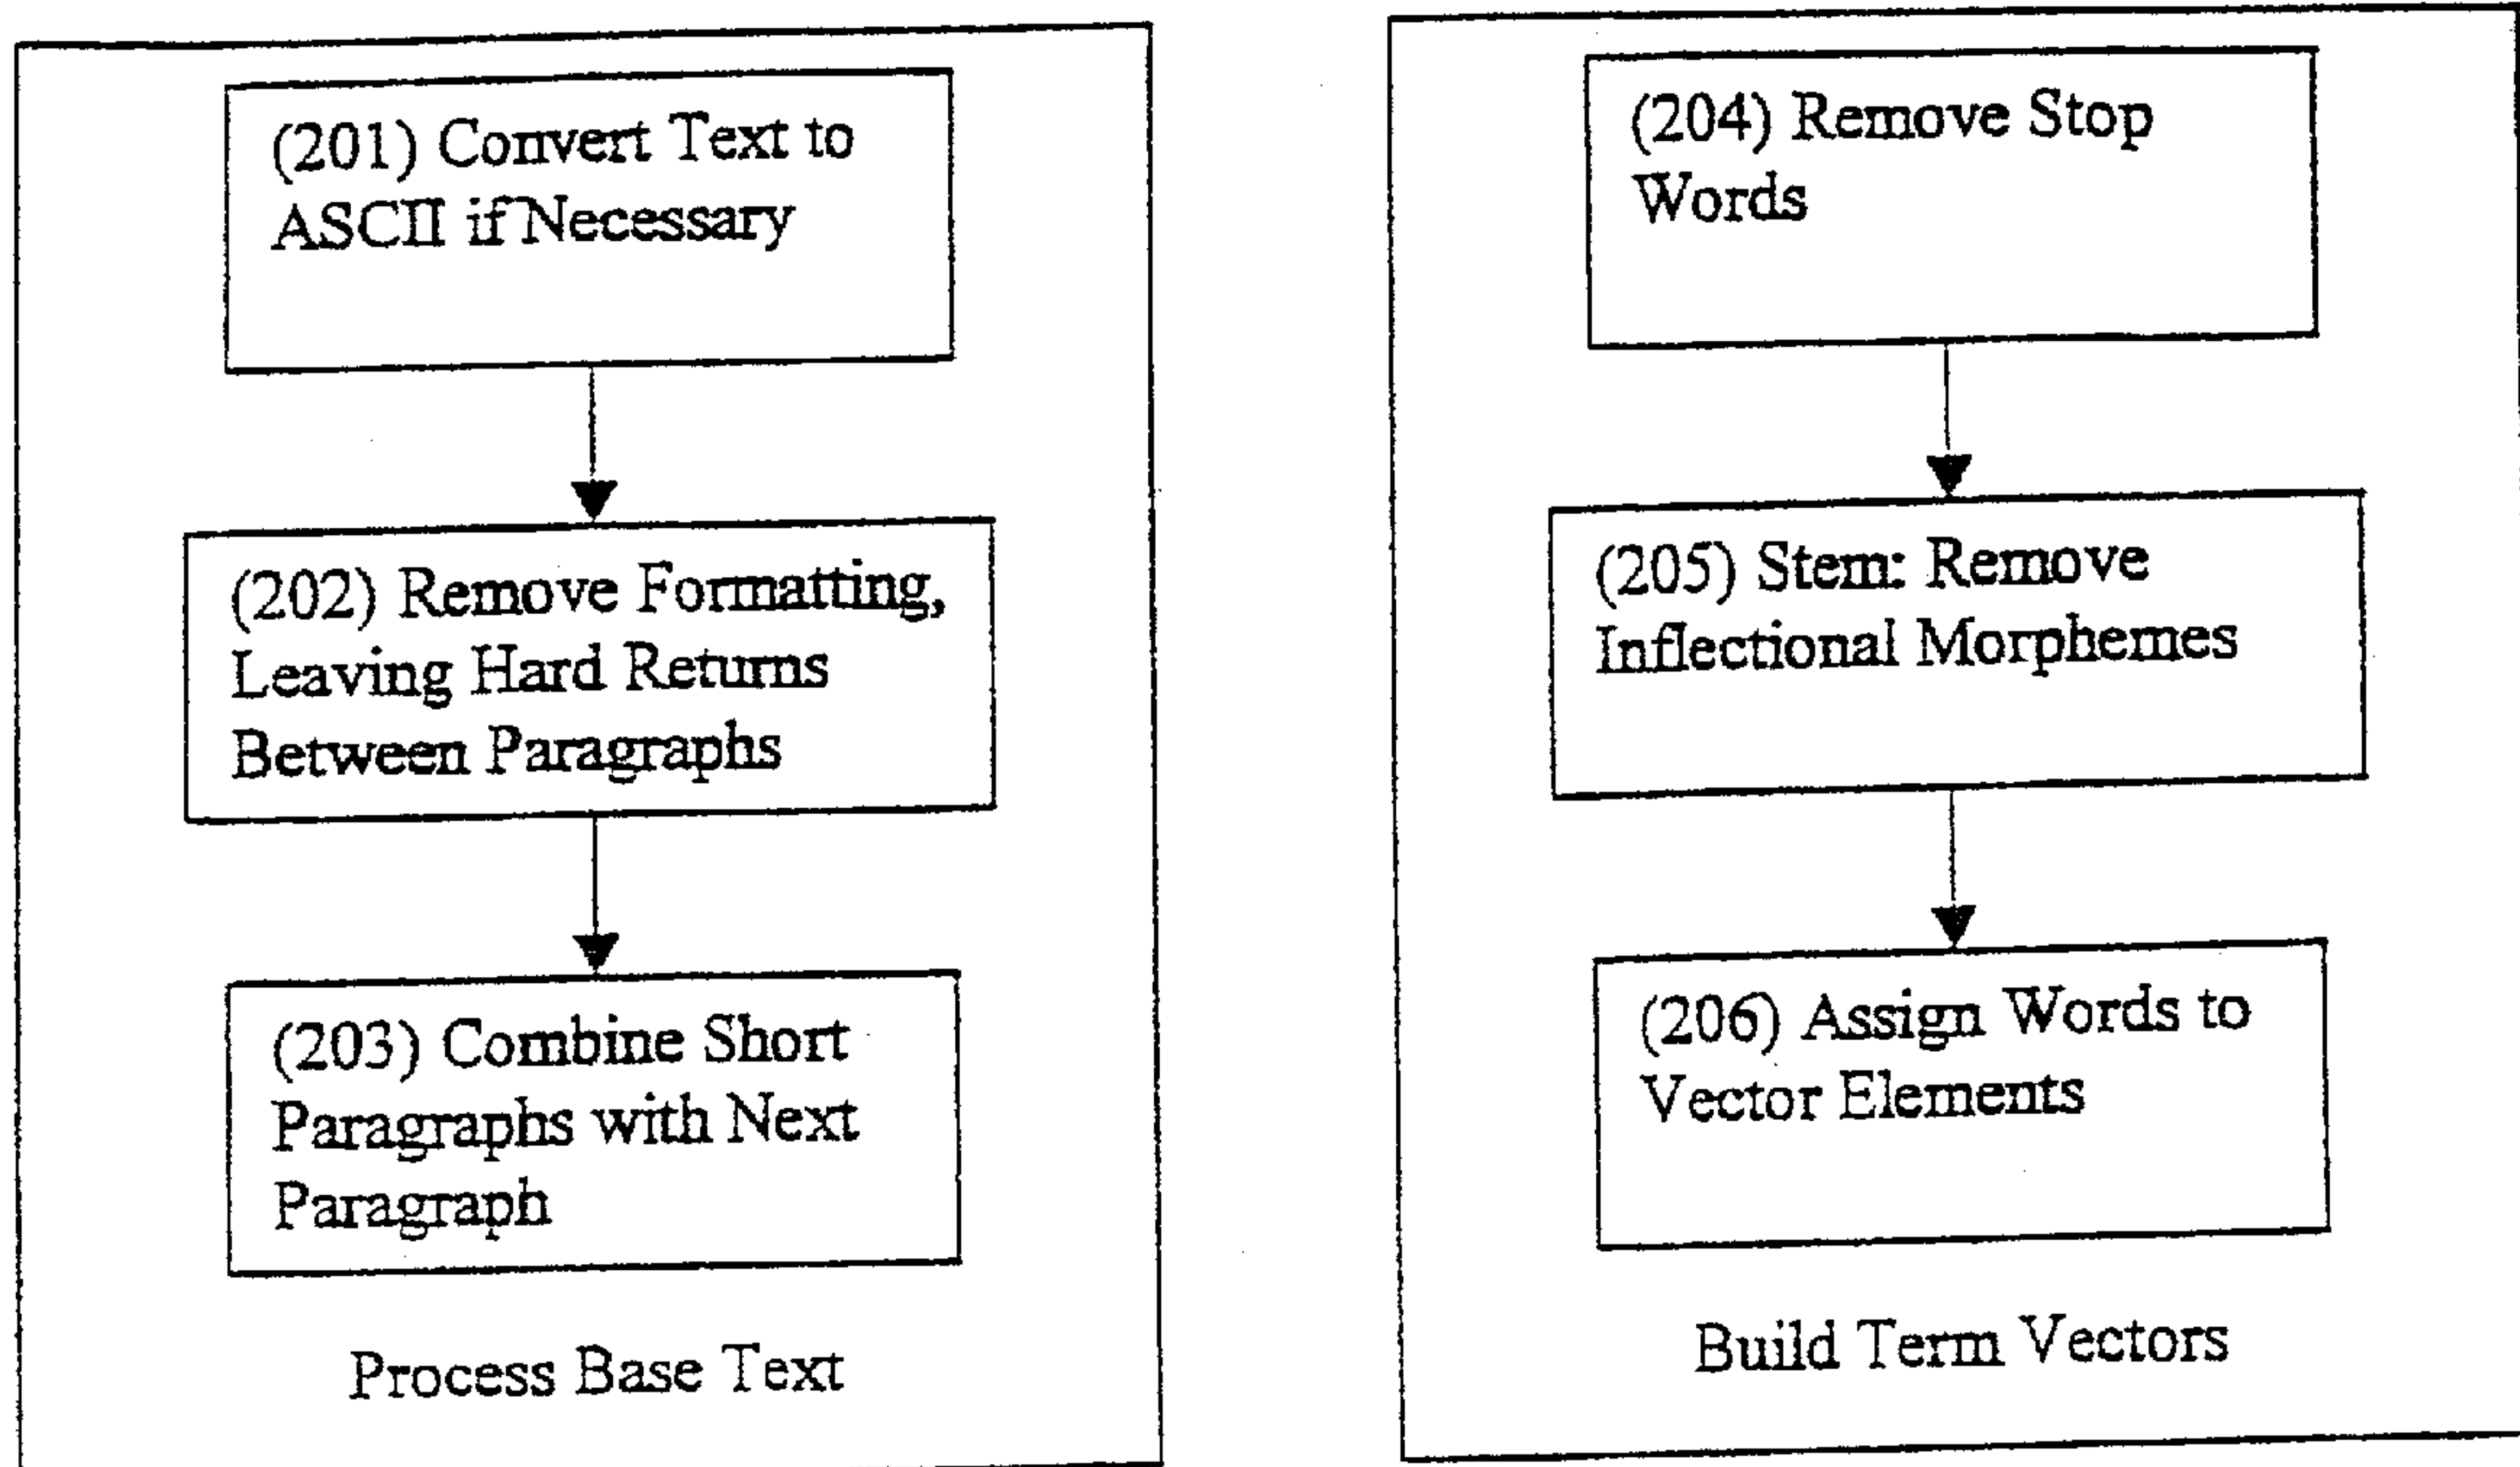 (201) Convert Text to
ASCII if Necessary
(202) Remove Formatting,
Leaving Hard Returns
Between Paragraphs
(203) Combine Short
Paragraphs with Next
Paragraph
Process Base Text
(204) Remove Stop
Words
(205) Stem: Remove
Inflectional Morphemes
(206) Assign Words to
Vector Elements
Build Term Vectors